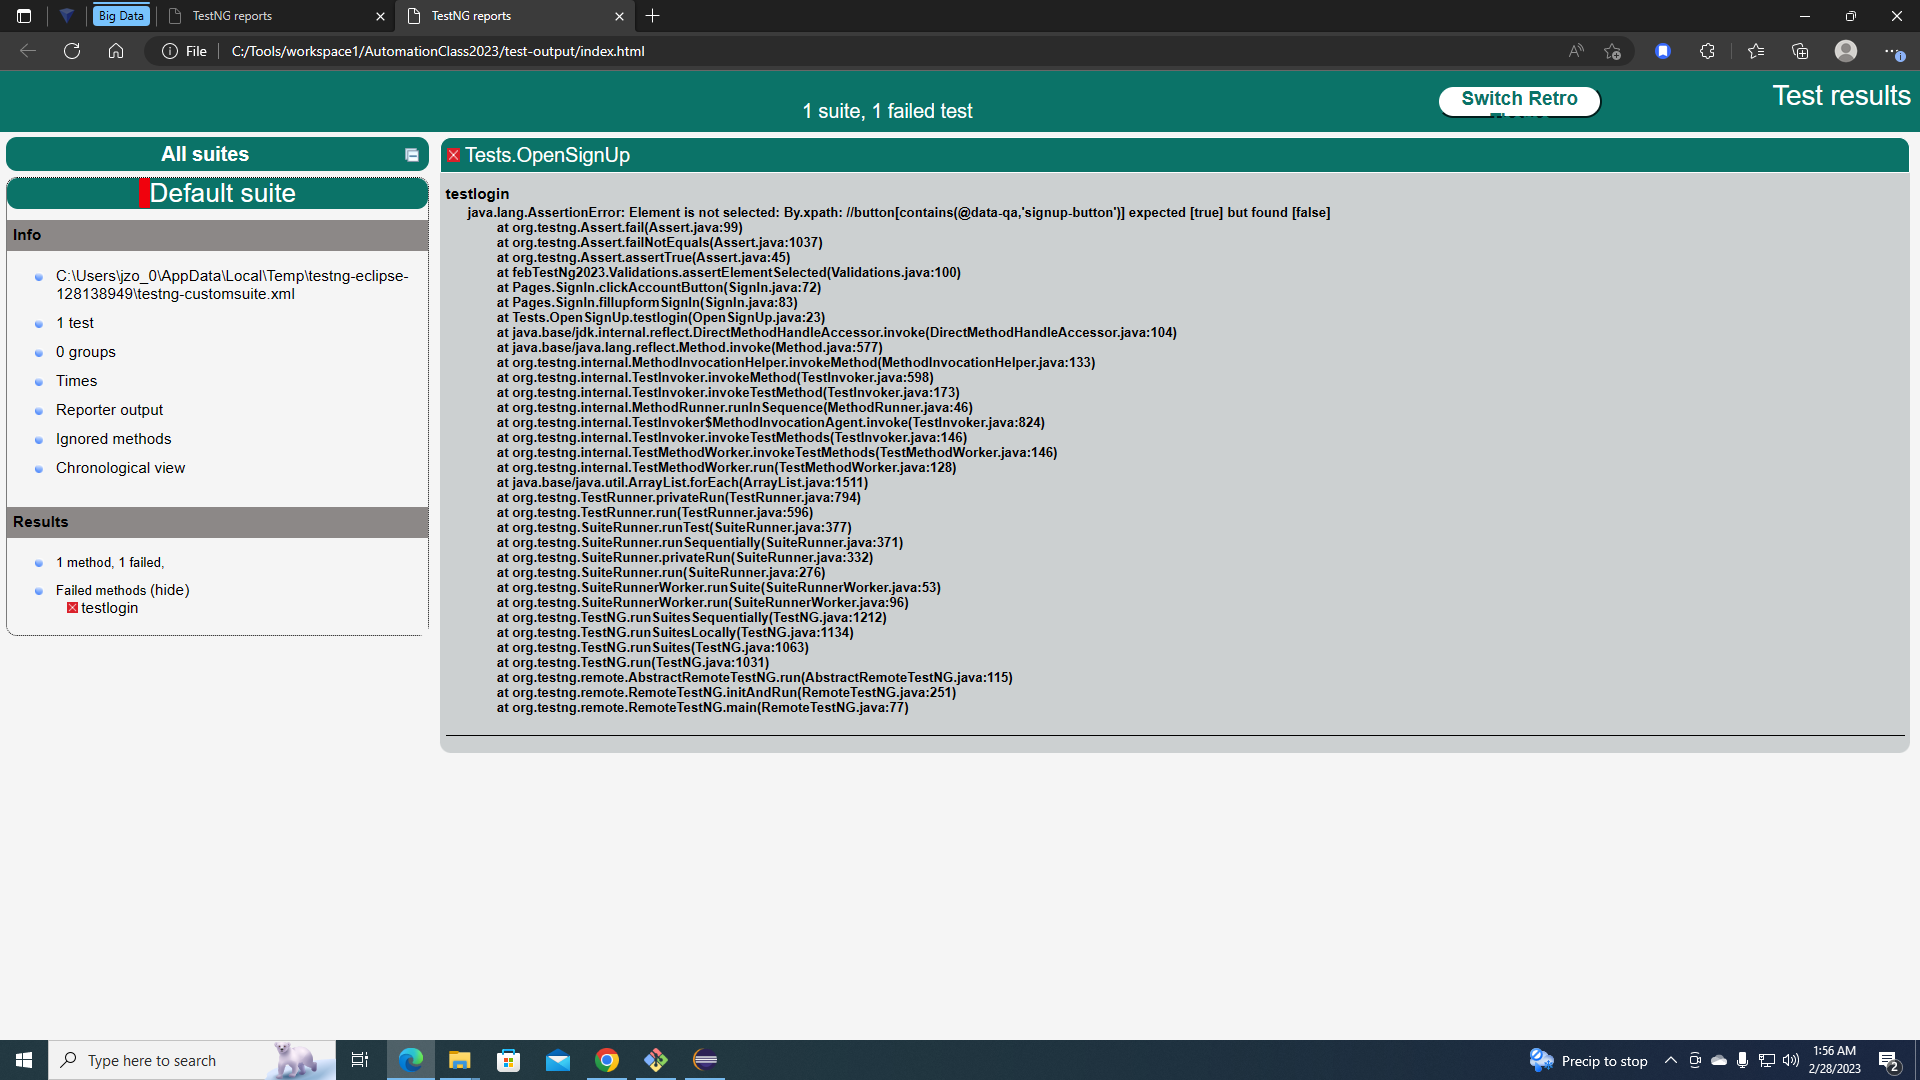 Big Data
TestNG reports
TestNG reports
File
C:/Tools/workspace1/AutomationClass2023/test-output/index.html
1 suite, 1 failed test
Switch Retro
Test results
All suites
Default suite
Info
C:\Users\jzo_0\AppData\Local\Temp\testng-eclipse-
128138949\testng-customsuite.xml
1 test
0 groups
Times
Reporter output
Ignored methods
Chronological view
Results
1 method, 1 failed,
Failed methods (hide)
testlogin
Tests.OpenSignUp
testlogin
java.lang.AssertionError: Element is not selected: By.xpath: //button[contains(@data-qa,'signup-button')] expected [true] but found [false]
at org.testng.Assert.fail(Assert.java:99)
at org.testng.Assert.failNotEquals(Assert.java:1037)
at org.testng.Assert.assertTrue(Assert.java:45)
at febTestNg2023.Validations.assertElementSelected(Validations.java:100)
at Pages.SignIn.clickAccountButton(SignIn.java:72)
at Pages.SignIn.fillupformSignIn(SignIn.java:83)
at Tests.OpenSignUp.testlogin(OpenSignUp.java:23)
at java.base/jdk.internal.reflect.DirectMethodHandleAccessor.invoke(DirectMethodHandleAccessor.java:104)
at java.base/java.lang.reflect.Method.invoke(Method.java:577)
at org.testng.internal.MethodInvocationHelper.invokeMethod(MethodInvocationHelper.java:133)
at org.testng.internal.TestInvoker.invokeMethod(TestInvoker.java:598)
at org.testng.internal.TestInvoker.invokeTestMethod(TestInvoker.java:173)
at org.testng.internal.MethodRunner.runInSequence(MethodRunner.java:46)
at org.testng.internal.TestInvoker$MethodInvocationAgent.invoke(TestInvoker.java:824)
at org.testng.internal.TestInvoker.invokeTestMethods(TestInvoker.java:146)
at org.testng.internal.TestMethodWorker.invokeTestMethods(TestMethodWorker.java:146)
at org.testng.internal.TestMethodWorker.run(TestMethodWorker.java:128)
at java.base/java.util.ArrayList.forEach(ArrayList.java:1511)
at org.testng.TestRunner.privateRun(TestRunner.java:794)
at org.testng.TestRunner.run(TestRunner.java:596)
at org.testng.SuiteRunner.runTest(SuiteRunner.java:377)
at org.testng.SuiteRunner.runSequentially(SuiteRunner.java:371)
at org.testng.SuiteRunner.privateRun(SuiteRunner.java:332)
at org.testng.SuiteRunner.run(SuiteRunner.java:276)
at org.testng.SuiteRunnerWorker.runSuite(SuiteRunnerWorker.java:53)
at org.testng.SuiteRunnerWorker.run(SuiteRunnerWorker.java:96)
at org.testng.TestNG.runSuitesSequentially(TestNG.java:1212)
at org.testng.TestNG.runSuitesLocally(TestNG.java:1134)
at org.testng.TestNG.runSuites(TestNG.java:1063)
at org.testng.TestNG.run(TestNG.java:1031)
at org.testng.remote.AbstractRemoteTestNG.run(AbstractRemoteTestNG.java:115)
at org.testng.remote.RemoteTestNG.initAndRun(RemoteTestNG.java:251)
at org.testng.remote.RemoteTestNG.main(RemoteTestNG.java:77)
Type here to search
Precip to stop
1:56 AM
2/28/2023
2